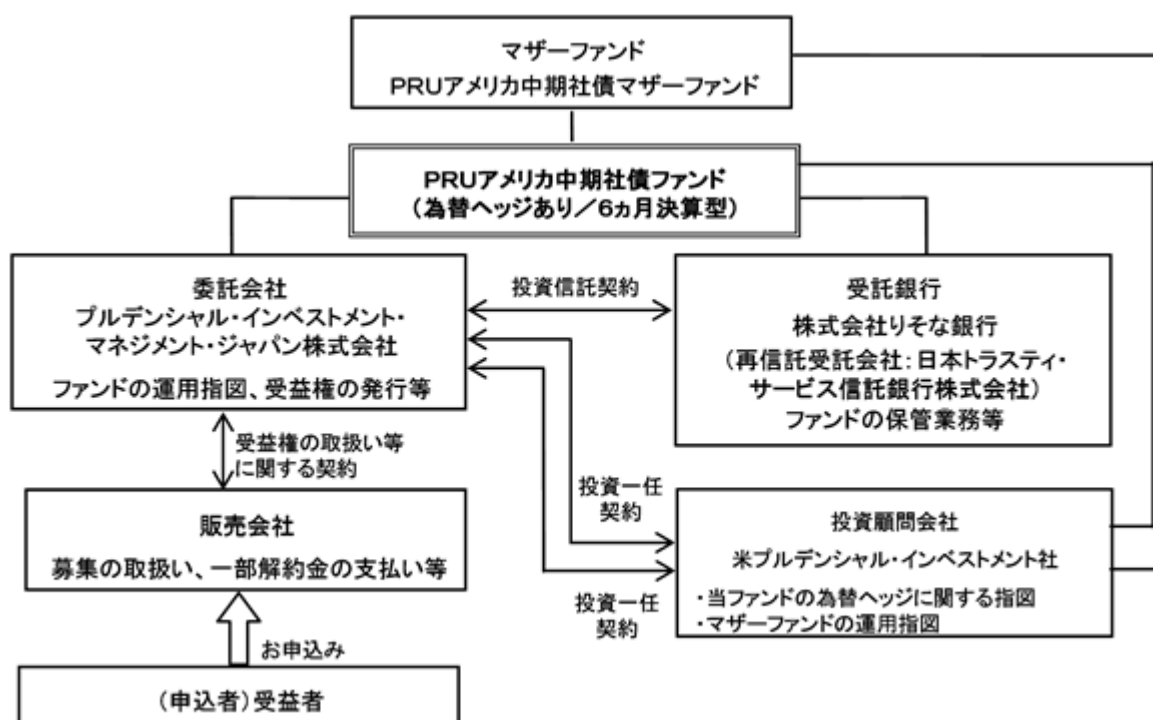 マザーファンド
PRUアメリカ中期社債マザーファンド
PRUアメリカ中期社債ファンド
（為替ヘッジあり／6ヵ月決算型）
委託会社
プルデンシャル・インベストメント・
マネジメント・ジャパン株式会社
ファンドの運用指図、受益権の発行等
投資信託契約
受託銀行
株式会社りそな銀行
（再信託受託会社：日本トラスティ・
サービス信託銀行株式会社）
ファンドの保管業務等
受益権の取扱い等
に関する契約
販売会社
募集の取扱い、一部解約金の支払い等
投資一任
契約
投資一任
契約
投資顧問会社
米プルデンシャル・インベストメント社
・当ファンドの為替ヘッジに関する指図
・マザーファンドの運用指図
お申込み
（申込者）受益者